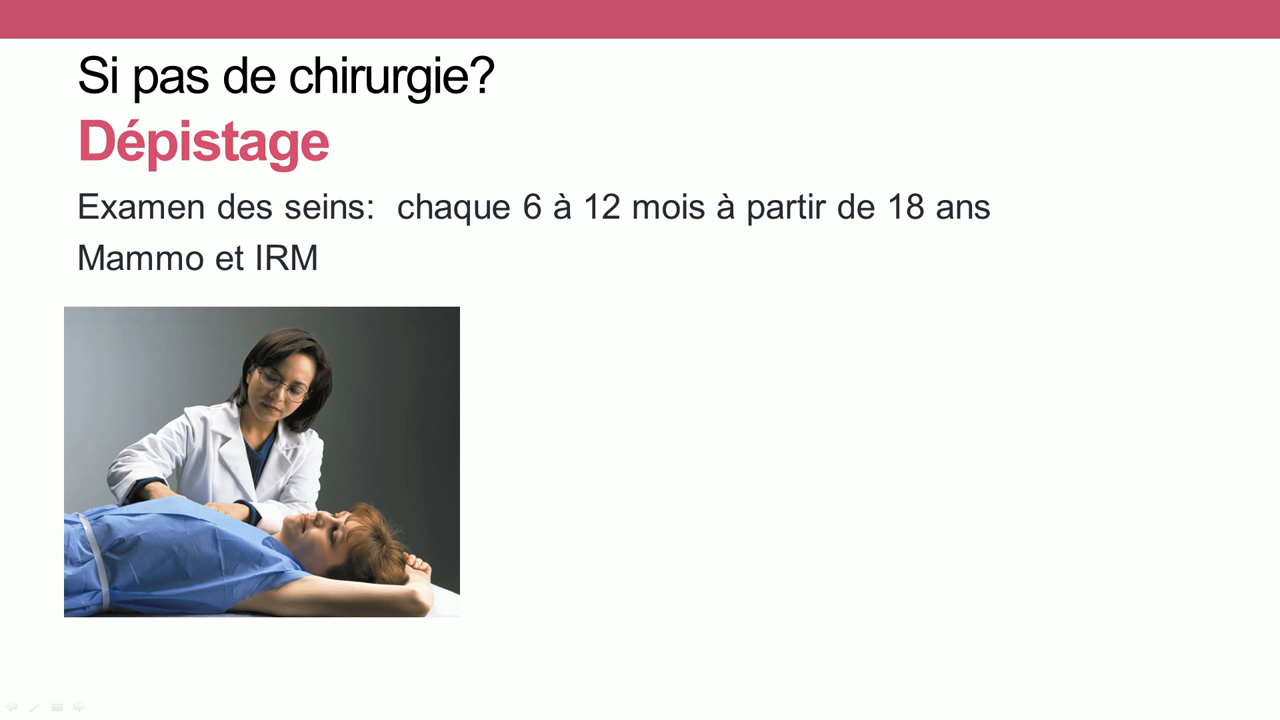 Si pas de chirurgie?
Dépistage
Examen des seins:  chaque 6 à 12 mois à partir de 18 ans
Mammo et IRM